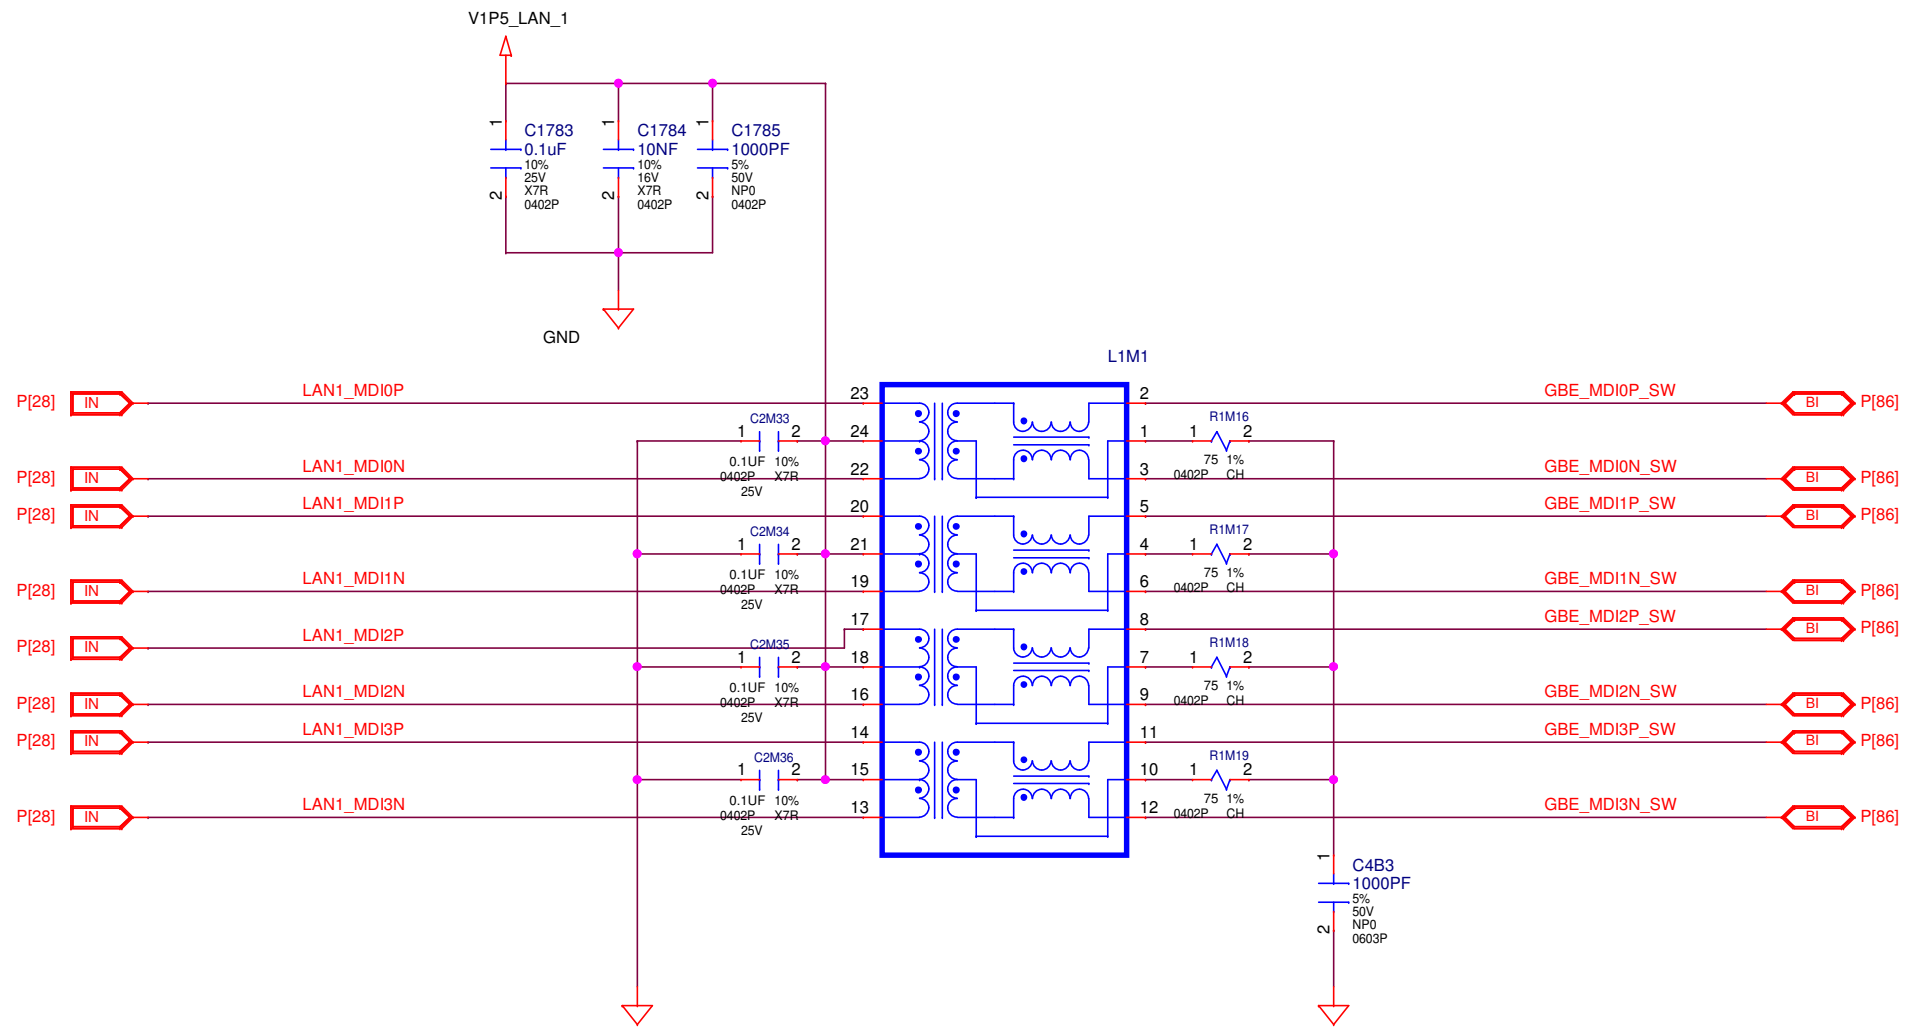 V1P5_LAN_1
1 1 1
C1783 C1784 C1785
0.1uF 10NF 1000PF
10% 10% 5%
25V 16V 50V
X7R X7R NP0
0402P 0402P 0402P
2 2 2
GND
L1M1
P[28] IN LAN1_MDI0P 23 2 GBE_MDI0P_SW BI P[86]
C2M33 R1M16
1 2 24 1 1 2
0.1UF 10% 75 1%
P[28] IN LAN1_MDI0N 22 3 GBE_MDI0N_SW BI P[86]
0402P X7R 0402P CH
25V
P[28] IN LAN1_MDI1P 20 5 GBE_MDI1P_SW BI P[86]
C2M34 R1M17
1 2 21 4 1 2
0.1UF 10% 75 1%
P[28] IN LAN1_MDI1N 19 6 GBE_MDI1N_SW BI P[86]
0402P X7R 0402P CH
25V
P[28] IN LAN1_MDI2P 17 8 GBE_MDI2P_SW BI P[86]
C2M35 R1M18
1 2 18 7 1 2
0.1UF 10% 75 1%
P[28] IN LAN1_MDI2N 16 9 GBE_MDI2N_SW BI P[86]
0402P X7R 0402P CH
25V
P[28] IN LAN1_MDI3P 14 11 GBE_MDI3P_SW BI P[86]
C2M36 R1M19
1 2 15 10 1 2
0.1UF 10% 75 1%
P[28] IN LAN1_MDI3N 13 12 GBE_MDI3N_SW BI P[86]
0402P X7R 0402P CH
25V
1
C4B3
1000PF
5%
50V
NP0
0603P
2